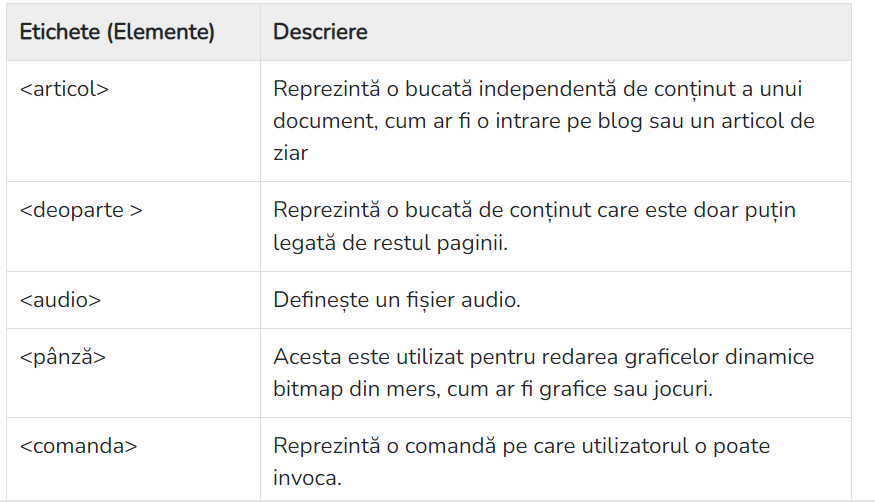 Etichete (Elemente) Descriere
<articol> Reprezintă o bucată independentă de conținut a unui
document, cum ar fi o intrare pe blog sau un articol de
ziar
<deoparte > Reprezintă o bucată de conținut care este doar puțin
legată de restul paginii.
<audio> Definește un fișier audio.
<pânză> Acesta este utilizat pentru redarea graficelor dinamice
bitmap din mers, cum ar fi grafice sau jocuri.
<comanda> Reprezintă o comandă pe care utilizatorul o poate
invoca.